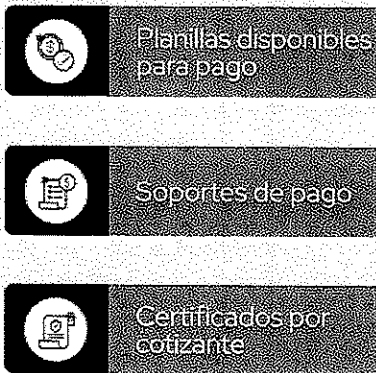 Planillas disponibles
para pago
Soportes de pago
Certificados por
cotizante